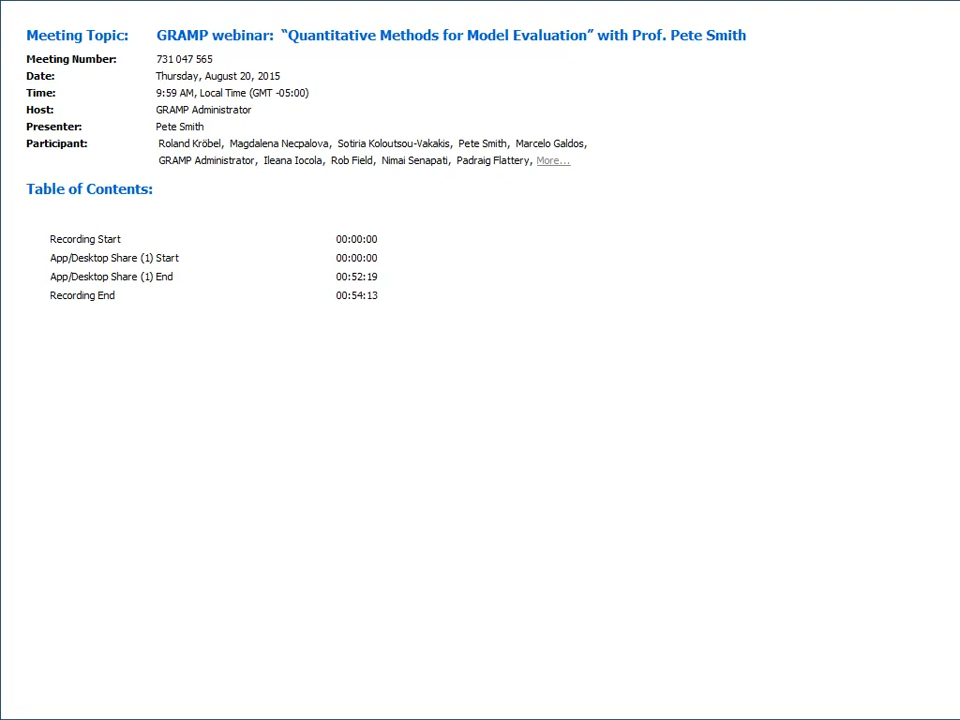 Meeting Topic: GRAMP webinar: “Quantitative Methods for Model Evaluation” with Prof. Pete Smith
Meeting Number: 731 047 565
Date: Thursday, August 20, 2015
Time: 9:59 AM, Local Time (GMT -05:00)
Host: GRAMP Administrator
Presenter: Pete Smith
Participant: Roland Kröbel, Magdalena Necpalova, Sotiria Koloutsou-Vakakis, Pete Smith, Marcelo Galdos,
GRAMP Administrator, Ileana Iocola, Rob Field, Nimai Senapati, Padraig Flattery, More...
Table of Contents:
Recording Start 00:00:00
App/Desktop Share (1) Start 00:00:00
App/Desktop Share (1) End 00:52:19
Recording End 00:54:13